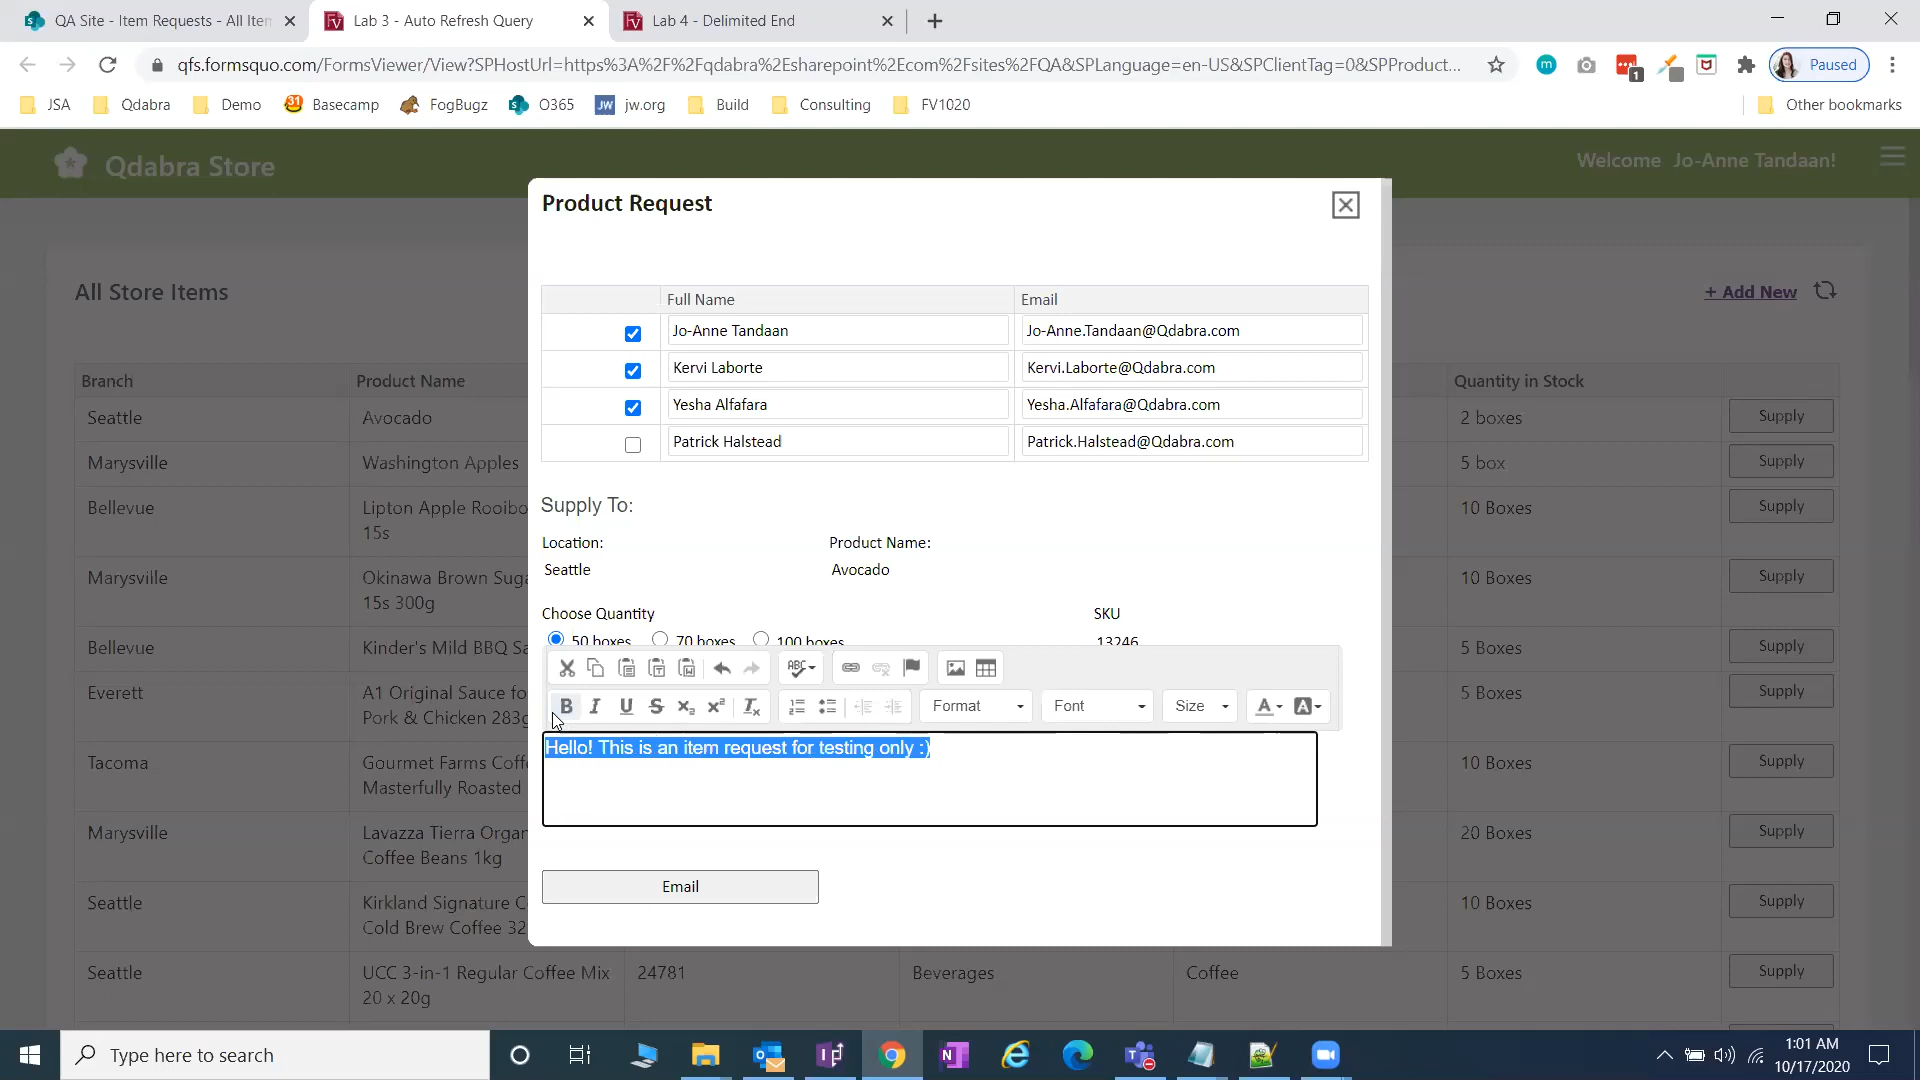 QA Site - Item Requests - All Iten
Lab 3 - Auto Refresh Query
Lab 4 - Delimited End
qfs.formsquo.com/FormsViewer/View?SPHostUrl=https%3A%2F%2Fqdabra%2Esharepoint%2Ecom%2Fsites%2FQA&SPLanguage=en-US&SPClientTag=0&SPProduct...
m
1
Paused
JSA
Qdabra
Demo
31
Basecamp
FogBugz
O365
JW
jw.org
Build
Consulting
FV1020
Other bookmarks
Qdabra Store
Welcome Jo-Anne Tandaan!
Product Request
All Store Items
+ Add New
Full Name Email
Jo-Anne Tandaan Jo-Anne.Tandaan@Qdabra.com
Kervi Laborte Kervi.Laborte@Qdabra.com
Yesha Alfafara Yesha.Alfafara@Qdabra.com
Patrick Halstead Patrick.Halstead@Qdabra.com
Supply To:
Location: Product Name:
Seattle Avocado
Choose Quantity SKU
50 boxes 70 boxes 100 boxes 13246
ABC
B I U S x₂ x² Tx Format Font Size A A
Hello! This is an item request for testing only :)
Email
Branch Product Name Quantity in Stock
Seattle Avocado 2 boxes Supply
Marysville Washington Apples 5 box Supply
Bellevue Lipton Apple Rooibo 10 Boxes Supply
15s
Marysville Okinawa Brown Suga 10 Boxes Supply
15s 300g
Bellevue Kinder's Mild BBQ Sa 5 Boxes Supply
Everett A1 Original Sauce fo 5 Boxes Supply
Pork & Chicken 283g
Tacoma Gourmet Farms Coff 10 Boxes Supply
Masterfully Roasted
Marysville Lavazza Tierra Organ 20 Boxes Supply
Coffee Beans 1kg
Seattle Kirkland Signature C 10 Boxes Supply
Cold Brew Coffee 32
Seattle UCC 3-in-1 Regular Coffee Mix 24781 Beverages Coffee 5 Boxes Supply
20 x 20g
Type here to search
1:01 AM
10/17/2020